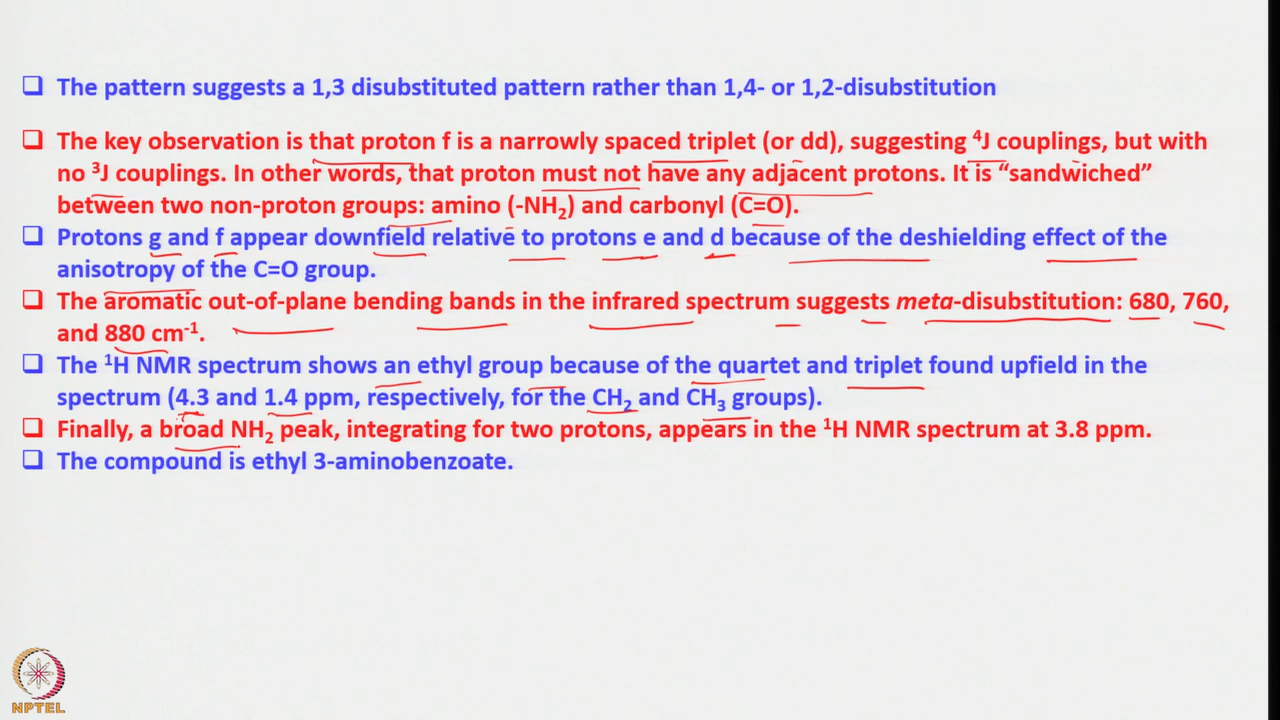 ❑ The pattern suggests a 1,3 disubstituted pattern rather than 1,4- or 1,2-disubstitution
❑ The key observation is that proton f is a narrowly spaced triplet (or dd), suggesting ⁴J couplings, but with
no ³J couplings. In other words, that proton must not have any adjacent protons. It is “sandwiched”
between two non-proton groups: amino (-NH₂) and carbonyl (C=O).
❑ Protons g and f appear downfield relative to protons e and d because of the deshielding effect of the
anisotropy of the C=O group.
❑ The aromatic out-of-plane bending bands in the infrared spectrum suggests meta-disubstitution: 680, 760,
and 880 cm⁻¹.
❑ The ¹H NMR spectrum shows an ethyl group because of the quartet and triplet found upfield in the
spectrum (4.3 and 1.4 ppm, respectively, for the CH₂ and CH₃ groups).
❑ Finally, a broad NH₂ peak, integrating for two protons, appears in the ¹H NMR spectrum at 3.8 ppm.
❑ The compound is ethyl 3-aminobenzoate.
NPTEL